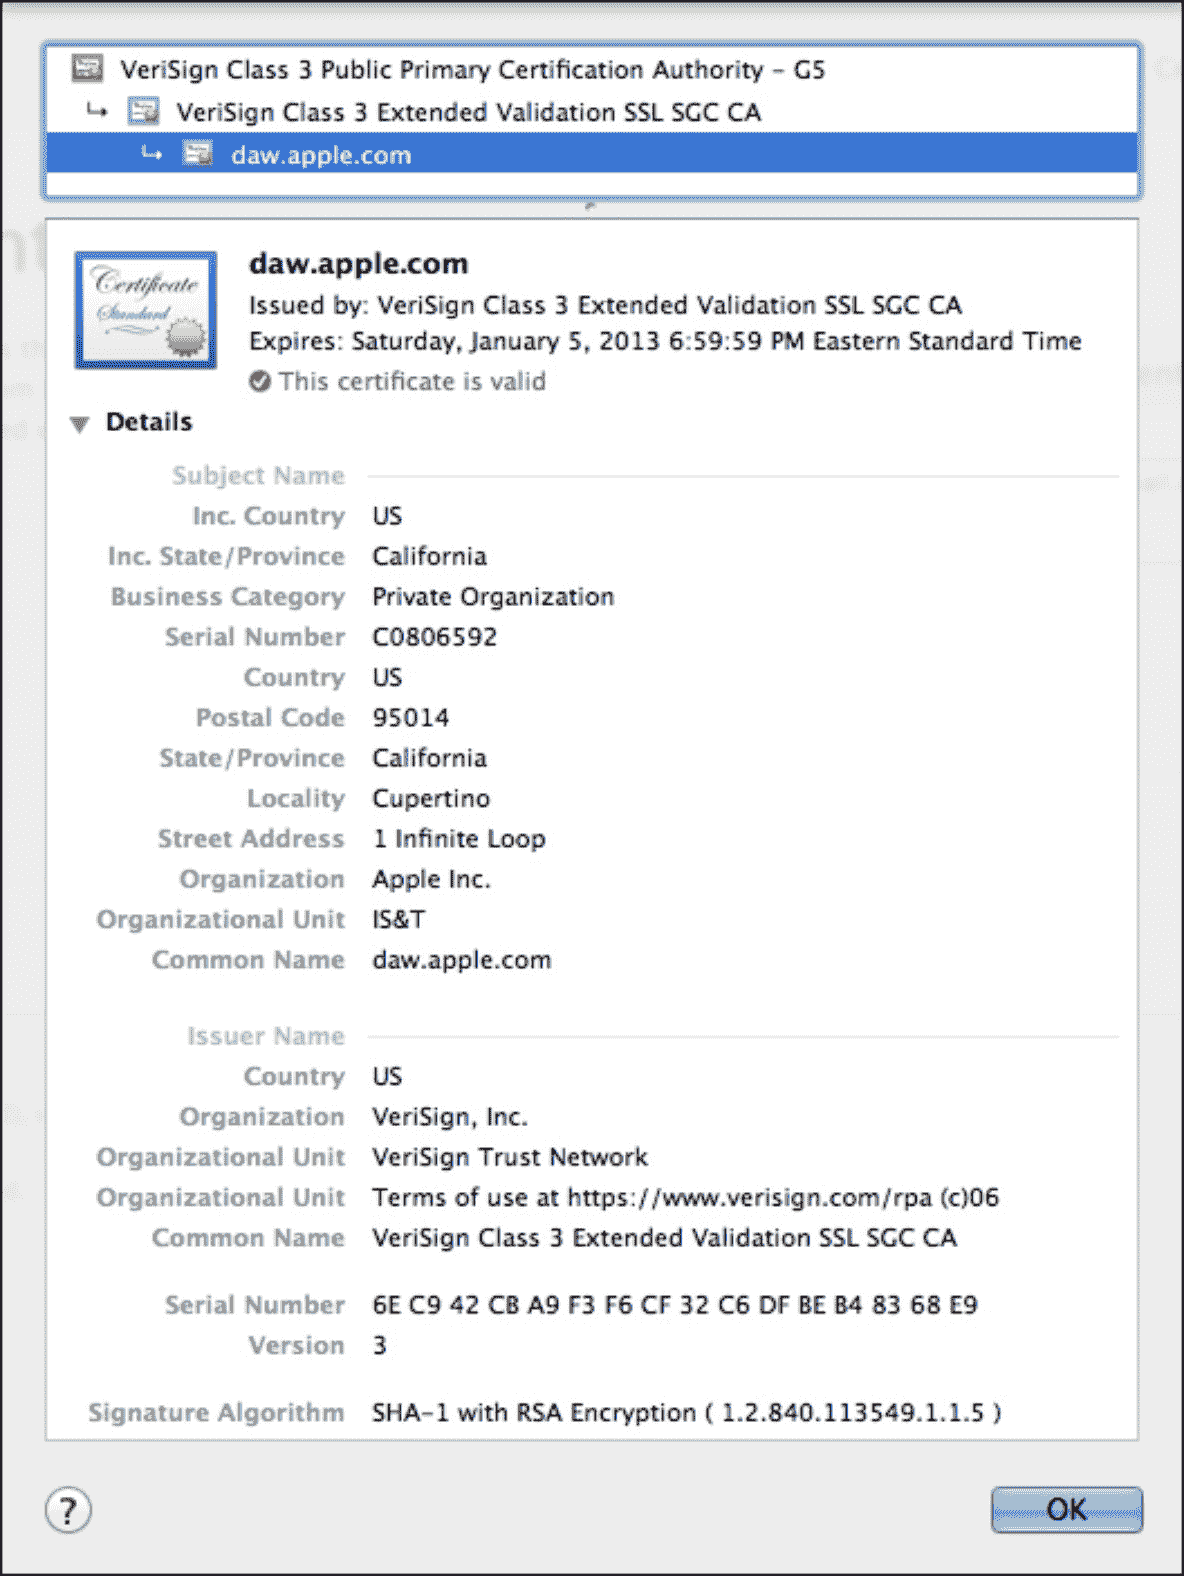 VeriSign Class 3 Public Primary Certification Authority - G5
VeriSign Class 3 Extended Validation SSL SGC CA
daw.apple.com
Certificate
Standard
daw.apple.com
Issued by: VeriSign Class 3 Extended Validation SSL SGC CA
Expires: Saturday, January 5, 2013 6:59:59 PM Eastern Standard Time
This certificate is valid
Details
Subject Name
Inc. Country US
Inc. State/Province California
Business Category Private Organization
Serial Number C0806592
Country US
Postal Code 95014
State/Province California
Locality Cupertino
Street Address 1 Infinite Loop
Organization Apple Inc.
Organizational Unit IS&T
Common Name daw.apple.com
Issuer Name
Country US
Organization VeriSign, Inc.
Organizational Unit VeriSign Trust Network
Organizational Unit Terms of use at https://www.verisign.com/rpa (c)06
Common Name VeriSign Class 3 Extended Validation SSL SGC CA
Serial Number 6E C9 42 CB A9 F3 F6 CF 32 C6 DF BE B4 83 68 E9
Version 3
Signature Algorithm SHA-1 with RSA Encryption ( 1.2.840.113549.1.1.5 )
?
OK